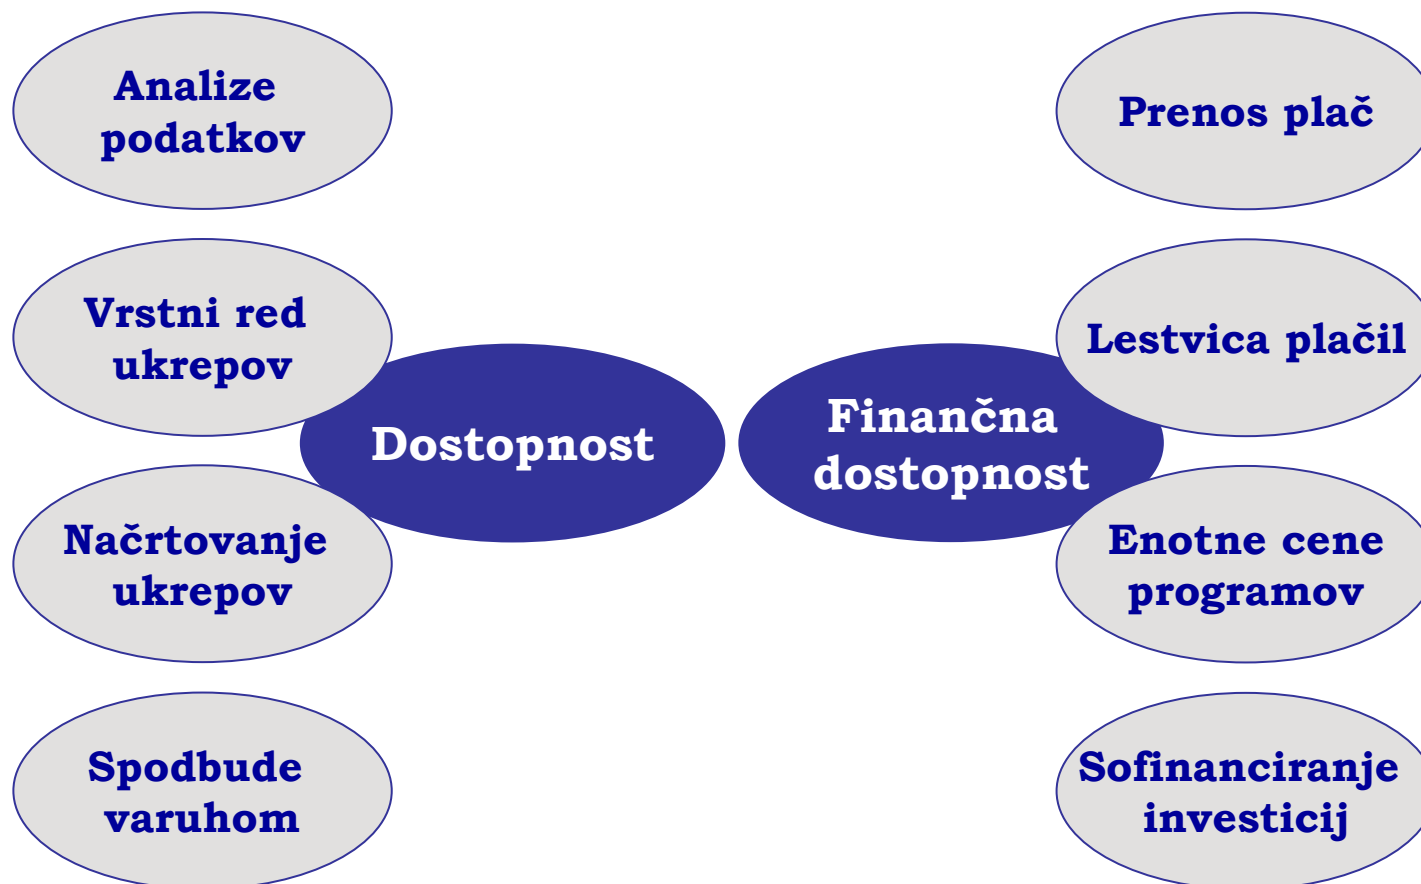 Analize
podatkov
Vrstni red
ukrepov
Načrtovanje
ukrepov
Spodbude
varuhom
Dostopnost
Finančna
dostopnost
Prenos plač
Lestvica plačil
Enotne cene
programov
Sofinanciranje
investicij